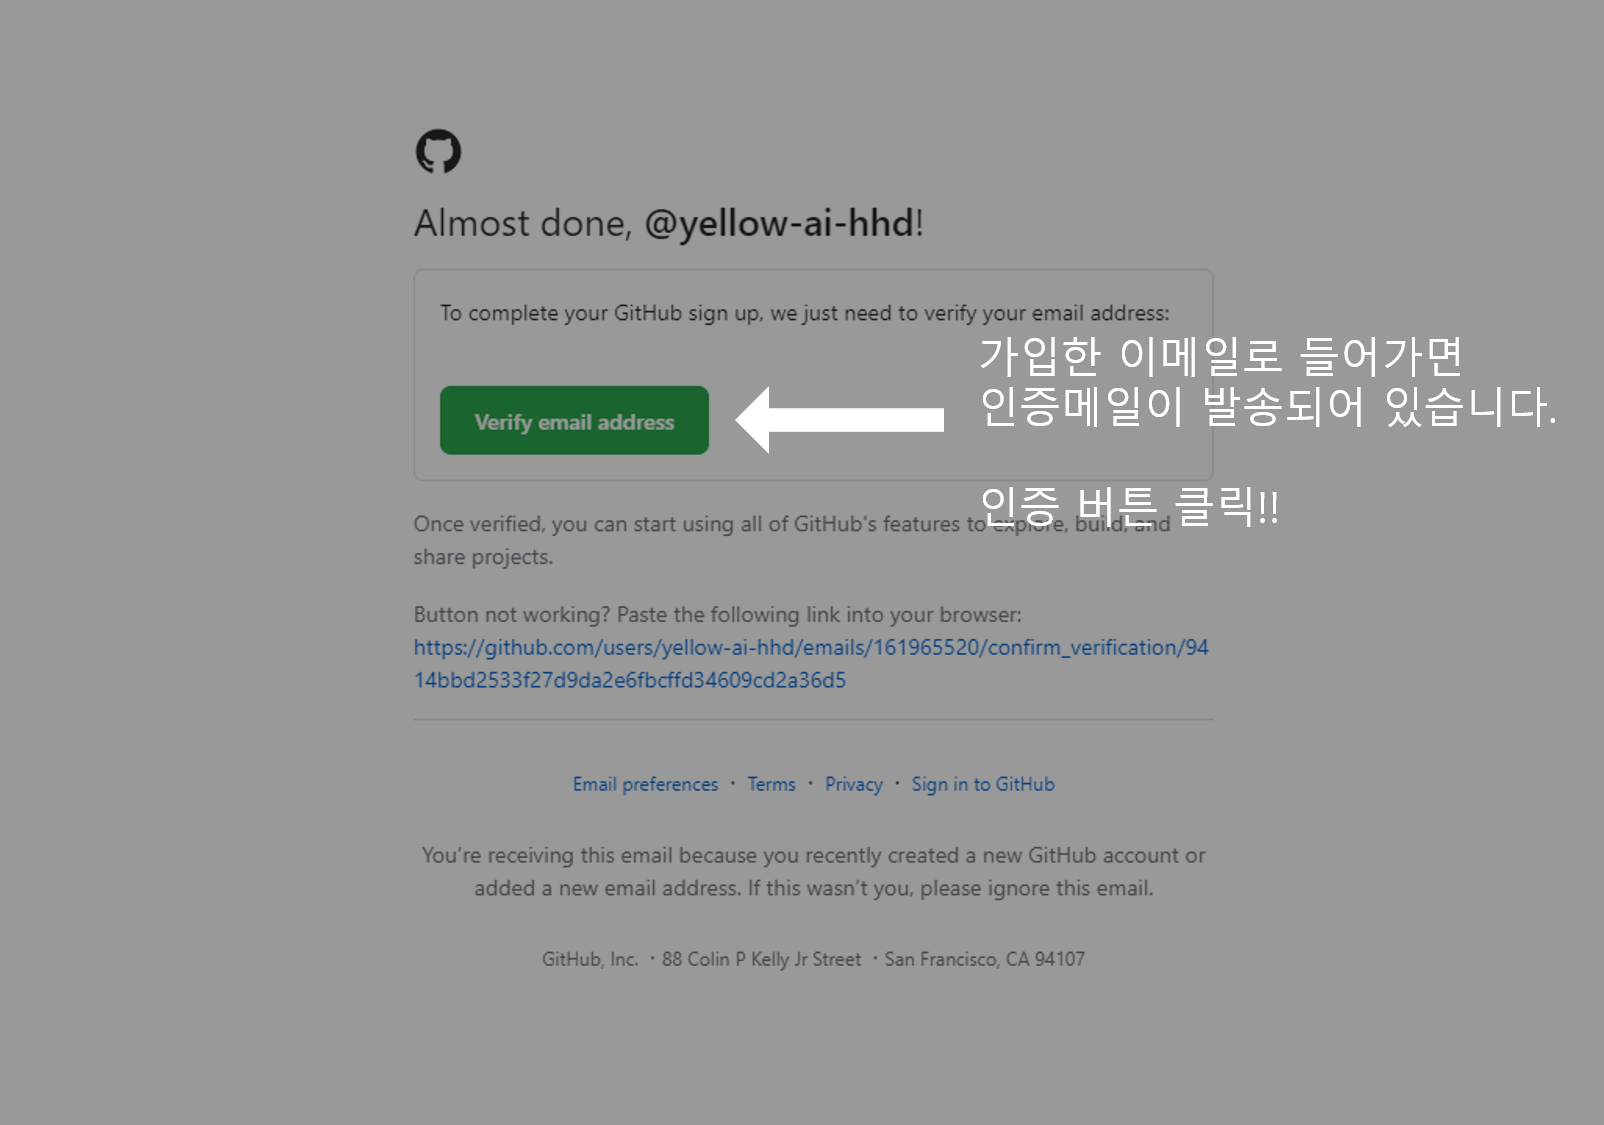 Almost done, @yellow-ai-hhd!
To complete your GitHub sign up, we just need to verify your email address:
가입한 이메일로 들어가면
인증메일이 발송되어 있습니다.
Verify email address
인증 버튼 클릭!!
Once verified, you can start using all of GitHub's features to explore, build, and
share projects.
Button not working? Paste the following link into your browser:
https://github.com/users/yellow-ai-hhd/emails/161965520/confirm_verification/94
14bbd2533f27d9da2e6fbcffd34609cd2a36d5
Email preferences · Terms · Privacy · Sign in to GitHub
You’re receiving this email because you recently created a new GitHub account or
added a new email address. If this wasn’t you, please ignore this email.
GitHub, Inc. ・88 Colin P Kelly Jr Street ・San Francisco, CA 94107